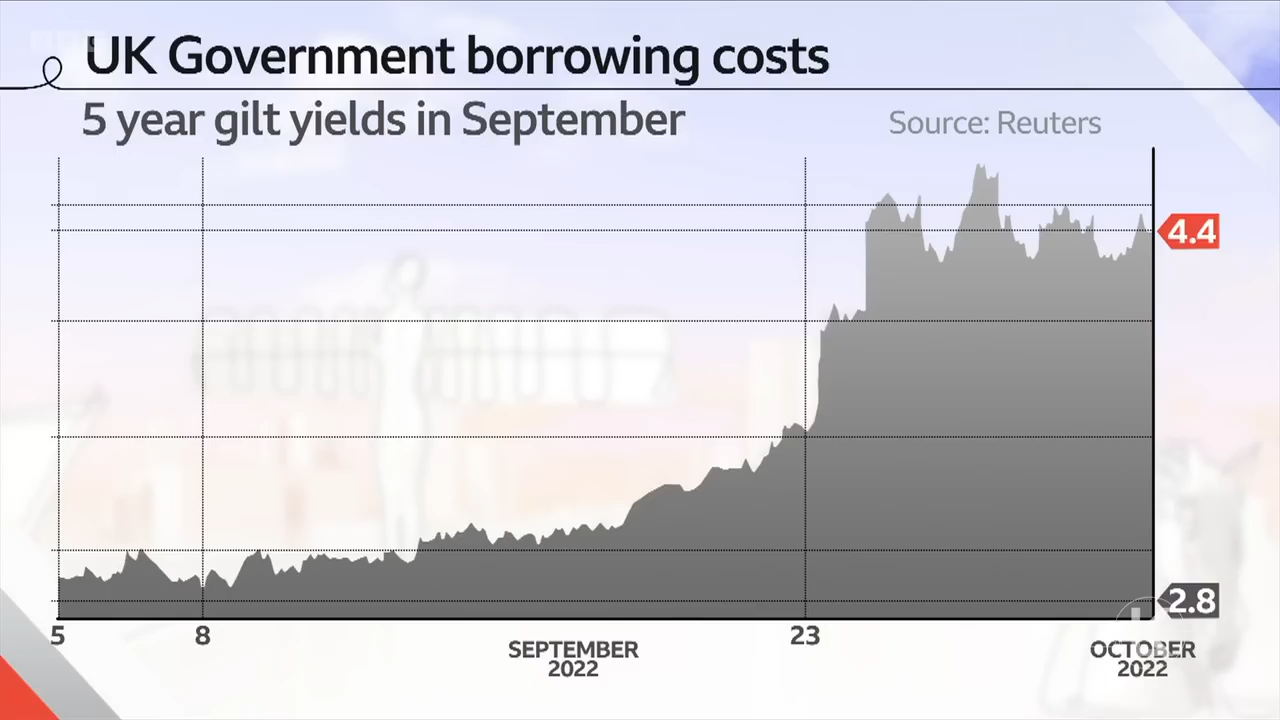 UK Government borrowing costs
5 year gilt yields in September
Source: Reuters
4.4
2.8
5
8
23
SEPTEMBER
2022
OCTOBER
2022